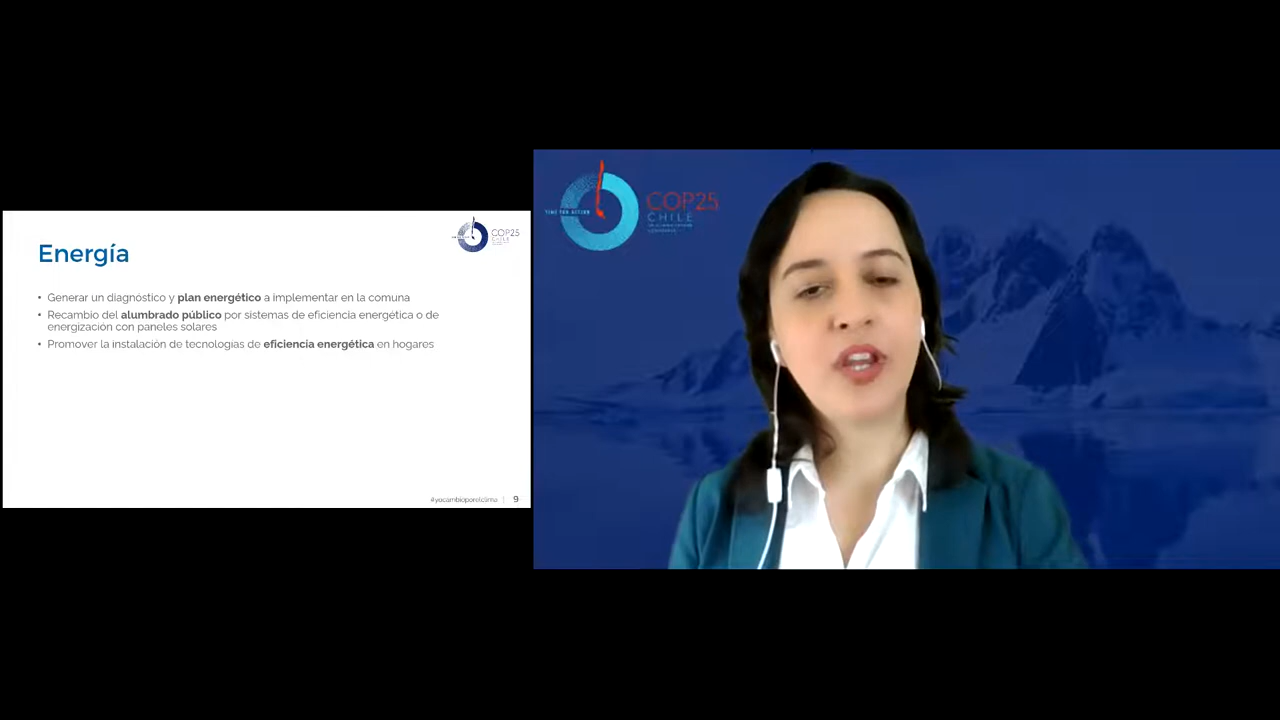 COP25
CHILE
Energía
• Generar un diagnóstico y plan energético a implementar en la comuna
• Recambio del alumbrado público por sistemas de eficiencia energética o de
energización con paneles solares
• Promover la instalación de tecnologías de eficiencia energética en hogares
#yocambioporelclima | 9
TIME FOR ACTION
COP25
CHILE